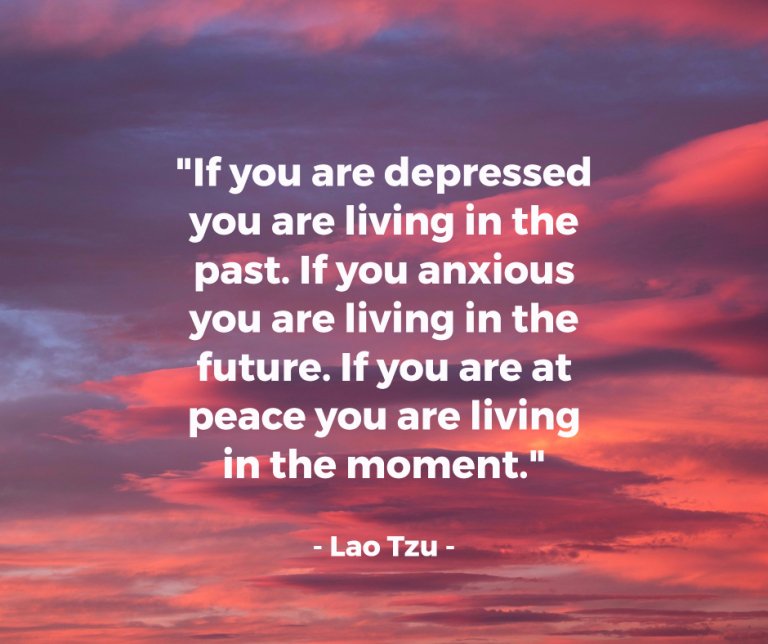 "If you are depressed
you are living in the
past. If you anxious
you are living in the
future. If you are at
peace you are living
in the moment."
- Lao Tzu -